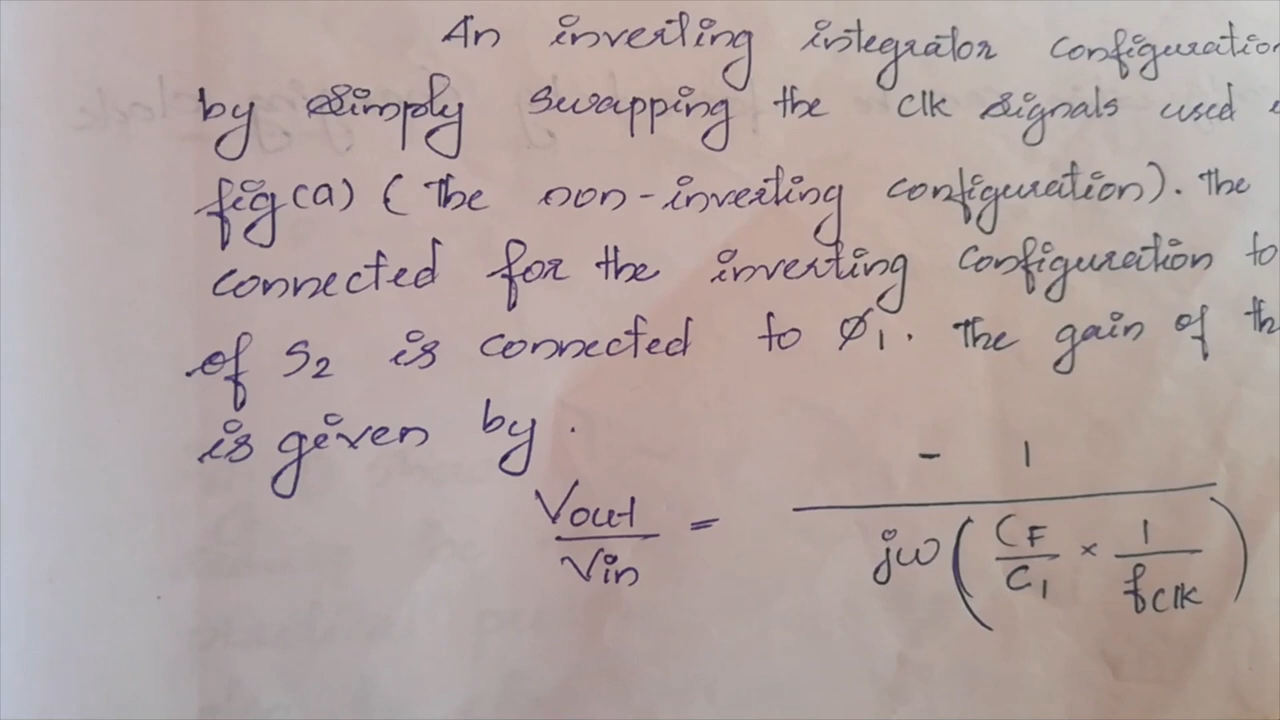 An inverting integrator configuration
by simply swapping the clk signals used
fig (a) (The non-inverting configuration). The
connected for the inverting configuration to
of S2 is connected to Ø1. The gain of th
is given by.
Vout/Vin = - 1/jω(CF/C1 × 1/fclk)